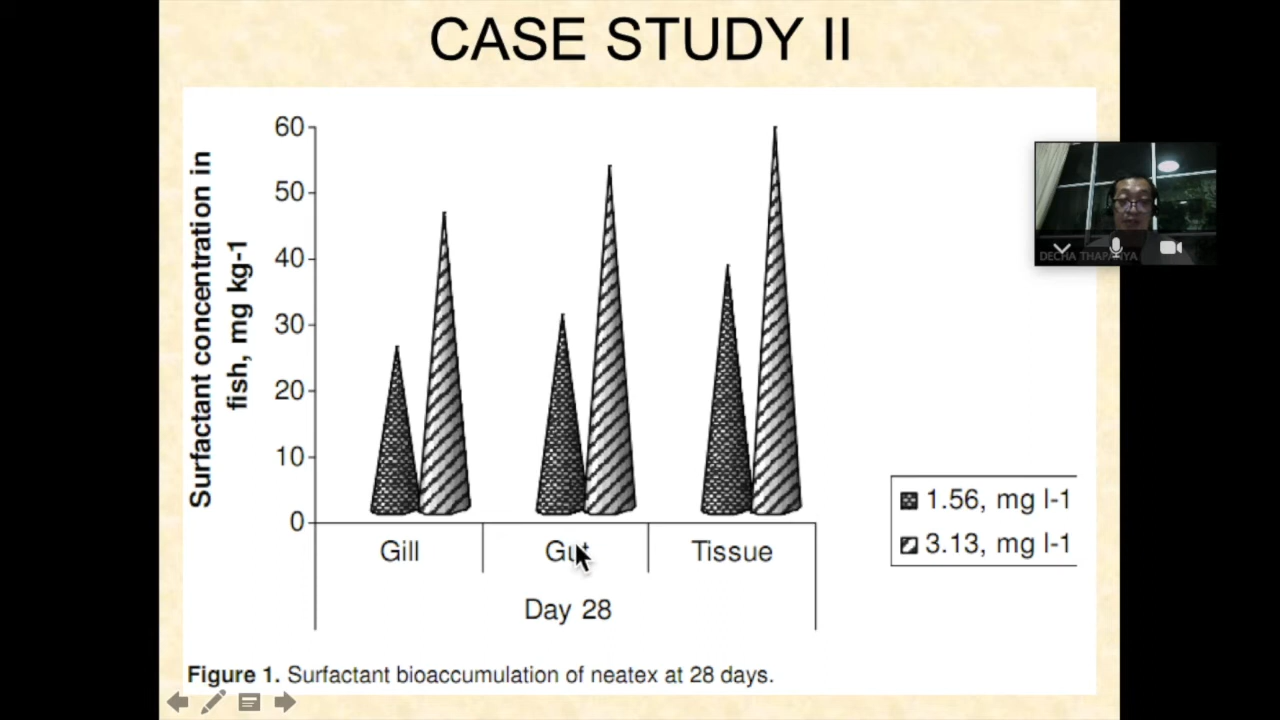 CASE STUDY II
Surfactant concentration in
fish, mg kg-1
60
50
40
30
20
10
0
Gill
Gut
Tissue
Day 28
1.56, mg l-1
3.13, mg l-1
DECHA THAPANYA
Figure 1. Surfactant bioaccumulation of neatex at 28 days.